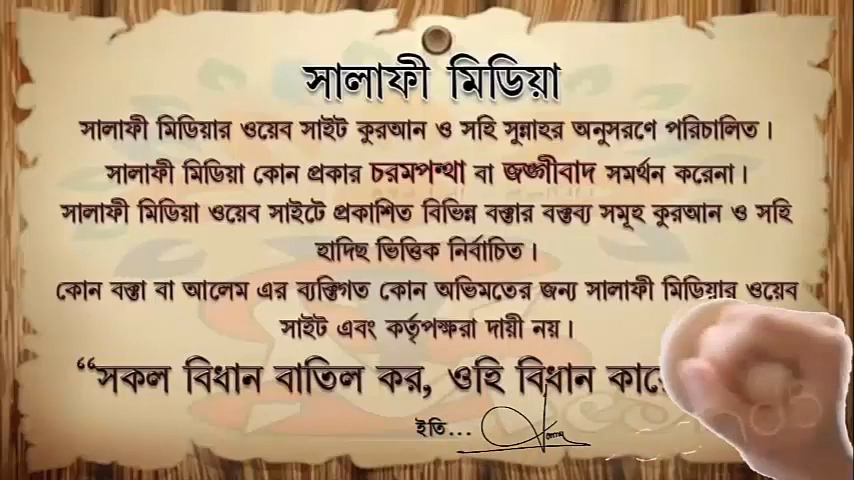 সালাফী মিডিয়া
সালাফী মিডিয়ার ওয়েব সাইট কুরআন ও সহি সুন্নাহর অনুসরণে পরিচালিত।
সালাফী মিডিয়া কোন প্রকার চরমপন্থা বা জঙ্গীবাদ সমর্থন করেনা।
সালাফী মিডিয়া ওয়েব সাইটে প্রকাশিত বিভিন্ন বক্তার বক্তব্য সমূহ কুরআন ও সহি
হাদিছ ভিত্তিক নির্বাচিত।
কোন বক্তা বা আলেম এর ব্যক্তিগত কোন অভিমতের জন্য সালাফী মিডিয়ার ওয়েব
সাইট এবং কর্তৃপক্ষরা দায়ী নয়।
“সকল বিধান বাতিল কর, ওহি বিধান
ইতি...